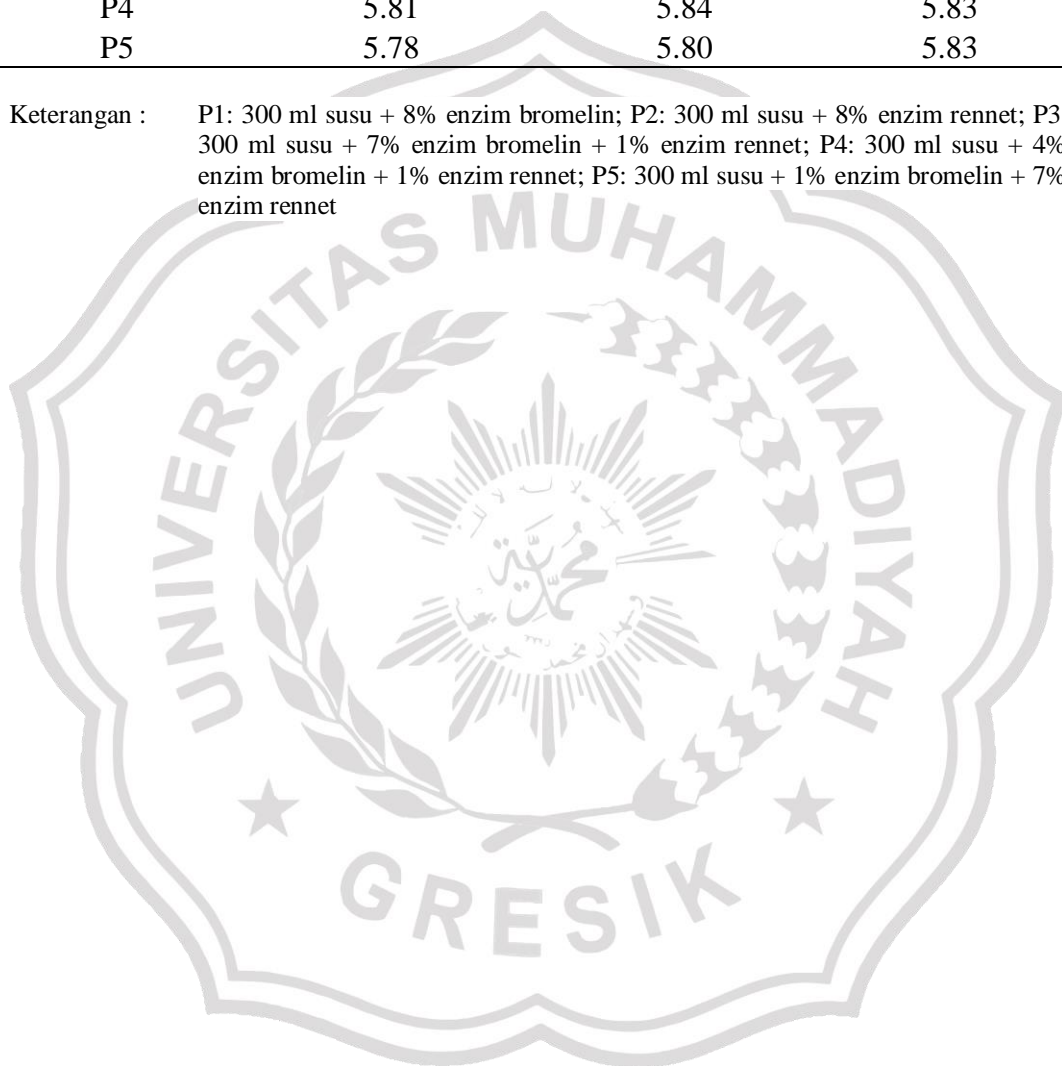 P4 5.81 5.84 5.83
P5 5.78 5.80 5.83
Keterangan : P1: 300 ml susu + 8% enzim bromelin; P2: 300 ml susu + 8% enzim rennet; P3
300 ml susu + 7% enzim bromelin + 1% enzim rennet; P4: 300 ml susu + 4%
enzim bromelin + 1% enzim rennet; P5: 300 ml susu + 1% enzim bromelin + 7%
enzim rennet
UNIVERSITAS MUHAMMADIYAH
محمد
GRESIK